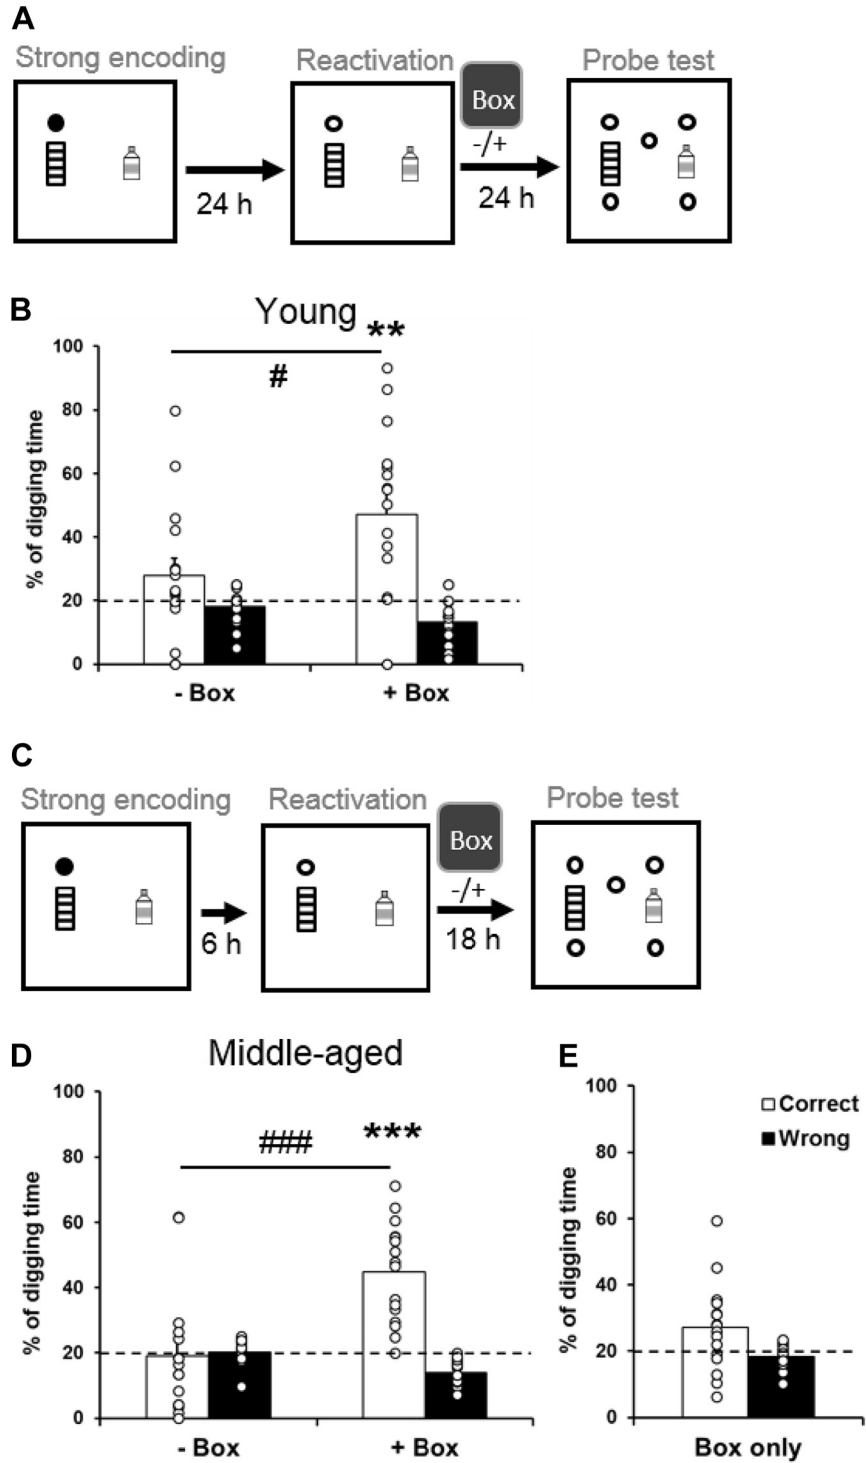 A
Strong encoding
Reactivation
Probe test
Box
-/+
24 h
24 h
B
Young
**
#
100
80
60
40
20
0
% of digging time
- Box
+ Box
C
Strong encoding
Reactivation
Probe test
Box
-/+
6 h
18 h
D
Middle-aged
###
***
100
80
60
40
20
0
% of digging time
- Box
+ Box
E
100
80
60
40
20
0
% of digging time
Correct
Wrong
Box only